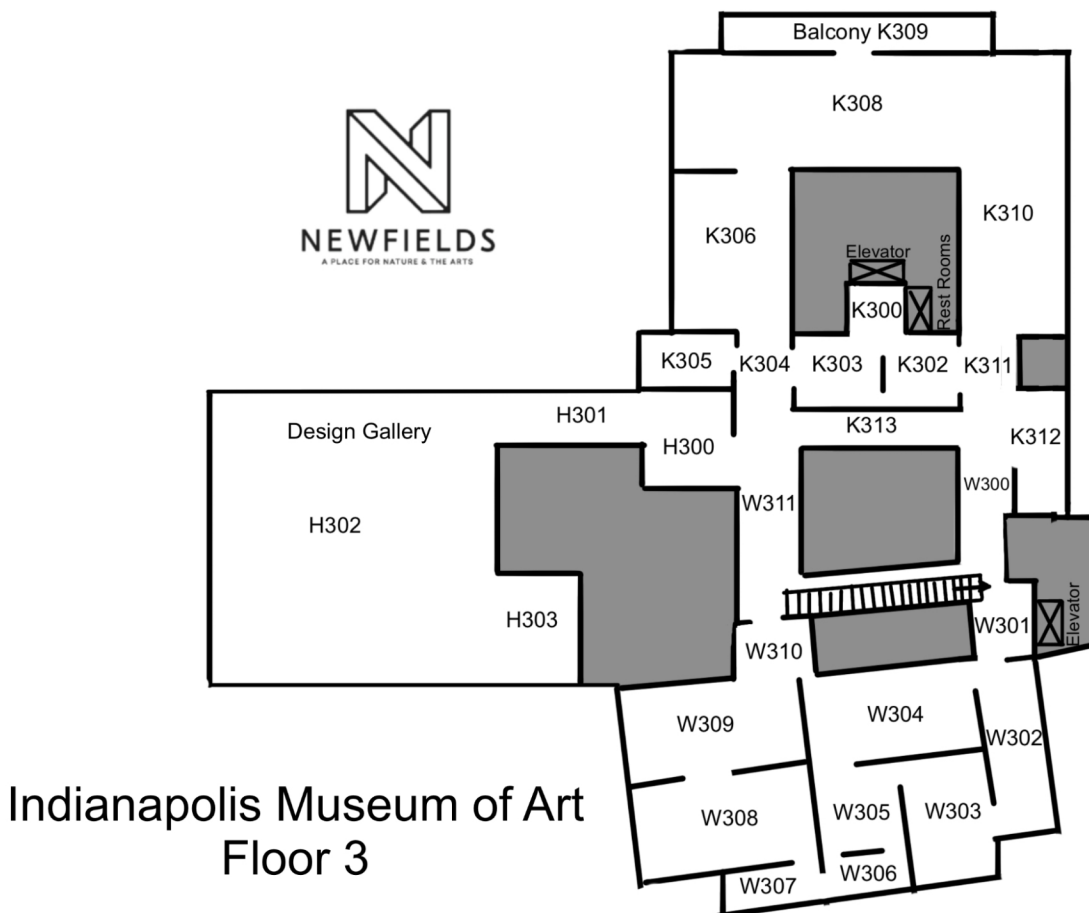 Balcony K309
K308
NEWFIELDS
A PLACE FOR NATURE & THE ARTS
K306
K310
Elevator
Rest Rooms
K300
K305
K304
K303
K302
K311
H301
Design Gallery
H300
K313
K312
W311
W300
H302
H303
W310
W301
Elevator
W309
W304
W302
W308
W305
W303
W307
W306
Indianapolis Museum of Art
Floor 3